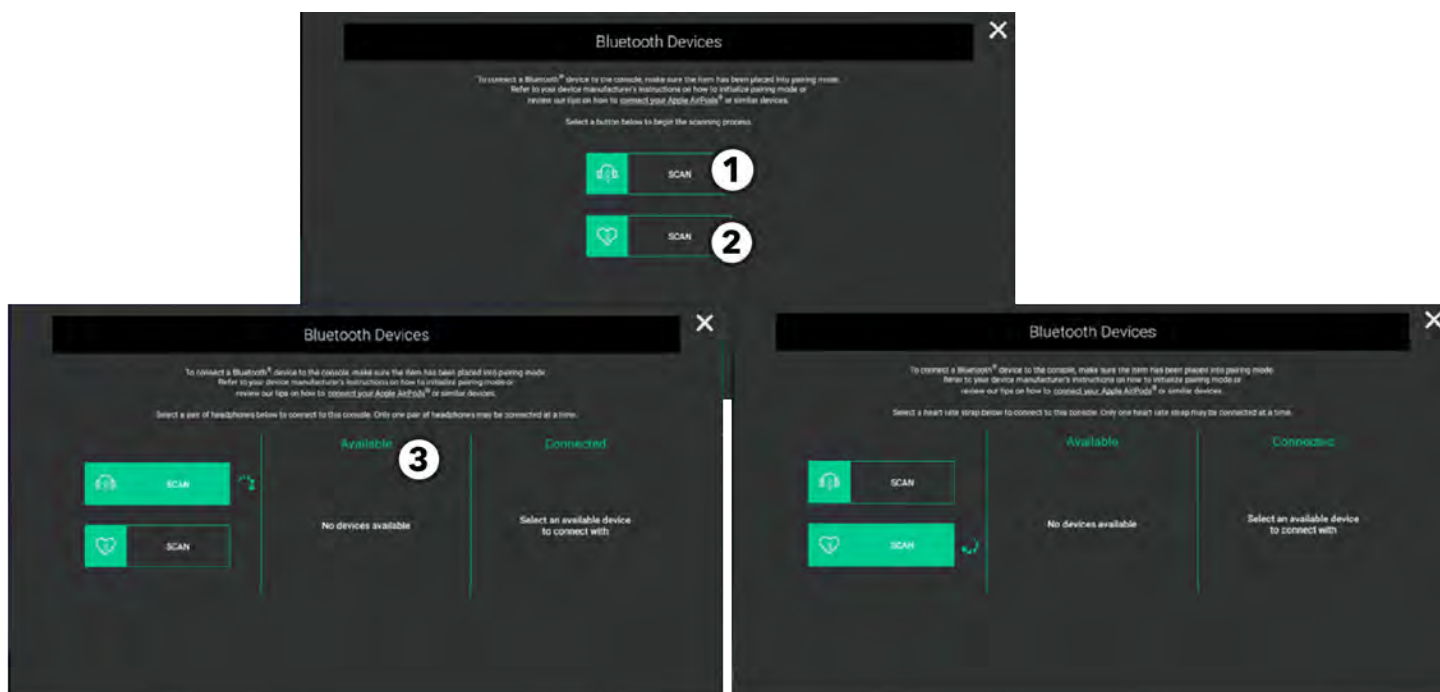 Bluetooth Devices
To connect a Bluetooth® device to the console, make sure the item has been placed into pairing mode.
Refer to your device manufacturer's instructions on how to initialize pairing mode or
review our tips on how to connect your Apple AirPods® or similar devices.
Select a button below to begin the scanning process.
SCAN 1
SCAN 2
Bluetooth Devices
To connect a Bluetooth® device to the console, make sure the item has been placed into pairing mode.
Refer to your device manufacturer's instructions on how to initialize pairing mode or
review our tips on how to connect your Apple AirPods® or similar devices.
Select a pair of headphones below to connect to this console. Only one pair of headphones may be connected at a time.
Available 3
Connected
SCAN
SCAN
No devices available
Select an available device
to connect with
Bluetooth Devices
To connect a Bluetooth® device to the console, make sure the item has been placed into pairing mode.
Refer to your device manufacturer's instructions on how to initialize pairing mode or
review our tips on how to connect your Apple AirPods® or similar devices.
Select a heart rate strap below to connect to this console. Only one heart rate strap may be connected at a time.
Available
Connected
SCAN
SCAN
No devices available
Select an available device
to connect with